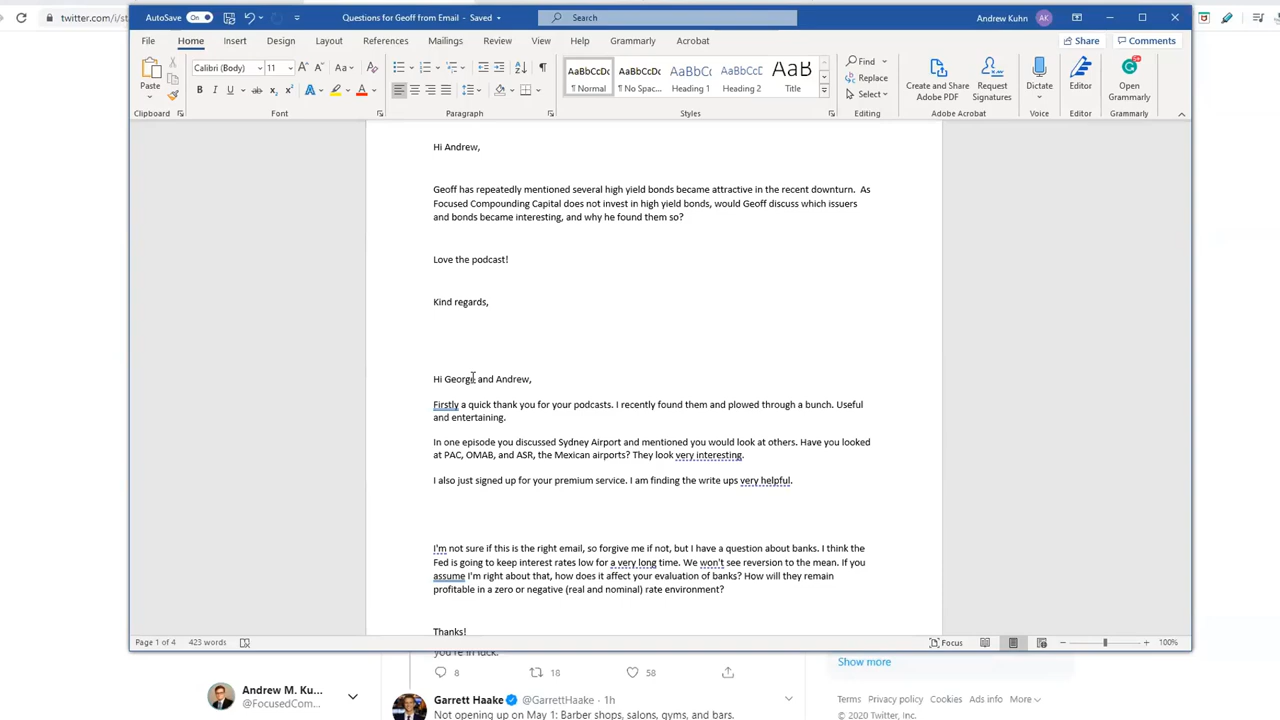 twitter.com/i/st
AutoSave On
Questions for Geoff from Email - Saved
Search
Andrew Kuhn AK
File Home Insert Design Layout References Mailings Review View Help Grammarly Acrobat
Share Comments
Paste
Calibri (Body) 11
Aa
B I U ab x₂ x²
A
AaBbCcDc AaBbCcDc AaBbCc AaBbCcD AaB
¶ Normal ¶ No Spac... Heading 1 Heading 2 Title
Find
Replace
Select
Create and Share
Adobe PDF
Request
Signatures
Dictate
Editor
Open
Grammarly
Clipboard Font Paragraph Styles Editing Adobe Acrobat Voice Editor Grammarly
Hi Andrew,
Geoff has repeatedly mentioned several high yield bonds became attractive in the recent downturn.  As
Focused Compounding Capital does not invest in high yield bonds, would Geoff discuss which issuers
and bonds became interesting, and why he found them so?
Love the podcast!
Kind regards,
Hi George and Andrew,
Firstly a quick thank you for your podcasts. I recently found them and plowed through a bunch. Useful
and entertaining.
In one episode you discussed Sydney Airport and mentioned you would look at others. Have you looked
at PAC, OMAB, and ASR, the Mexican airports? They look very interesting.
I also just signed up for your premium service. I am finding the write ups very helpful.
I'm not sure if this is the right email, so forgive me if not, but I have a question about banks. I think the
Fed is going to keep interest rates low for a very long time. We won't see reversion to the mean. If you
assume I'm right about that, how does it affect your evaluation of banks? How will they remain
profitable in a zero or negative (real and nominal) rate environment?
Thanks!
Page 1 of 4 423 words
Focus
100%
you're in luck.
8 18 58
Show more
Andrew M. Ku...
@FocusedCom...
Garrett Haake @GarrettHaake · 1h
Not opening up on May 1: Barber shops, salons, gyms, and bars.
Terms Privacy policy Cookies Ads info More
© 2020 Twitter, Inc.